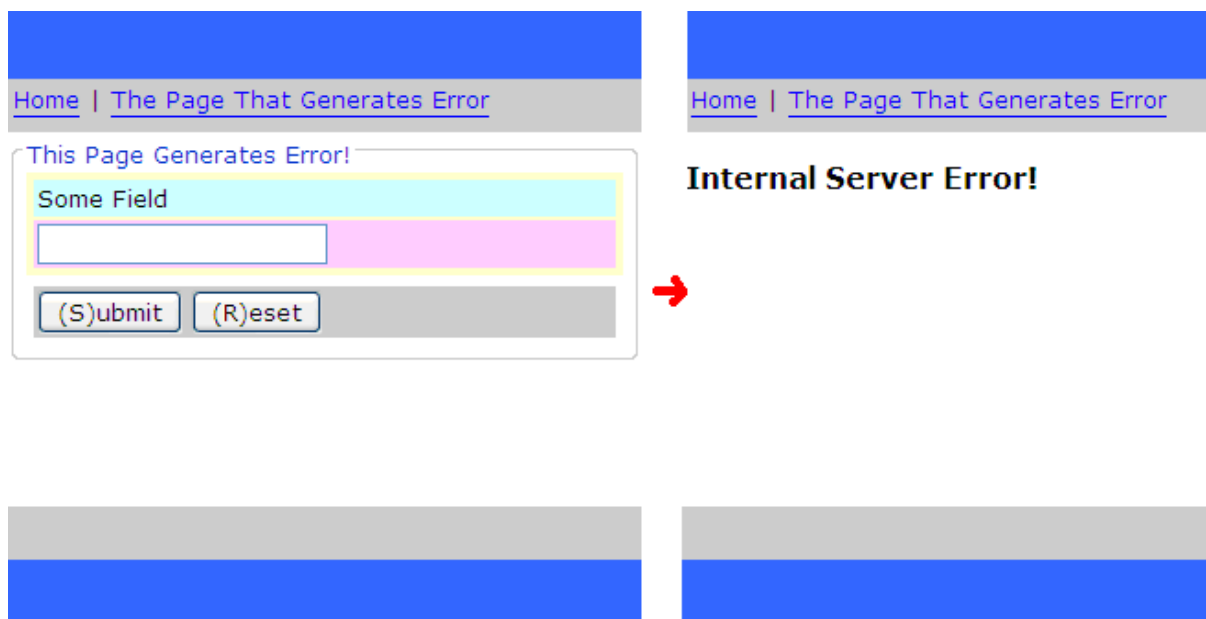 Home | The Page That Generates Error
This Page Generates Error!
Some Field
(S)ubmit (R)eset
Home | The Page That Generates Error
Internal Server Error!